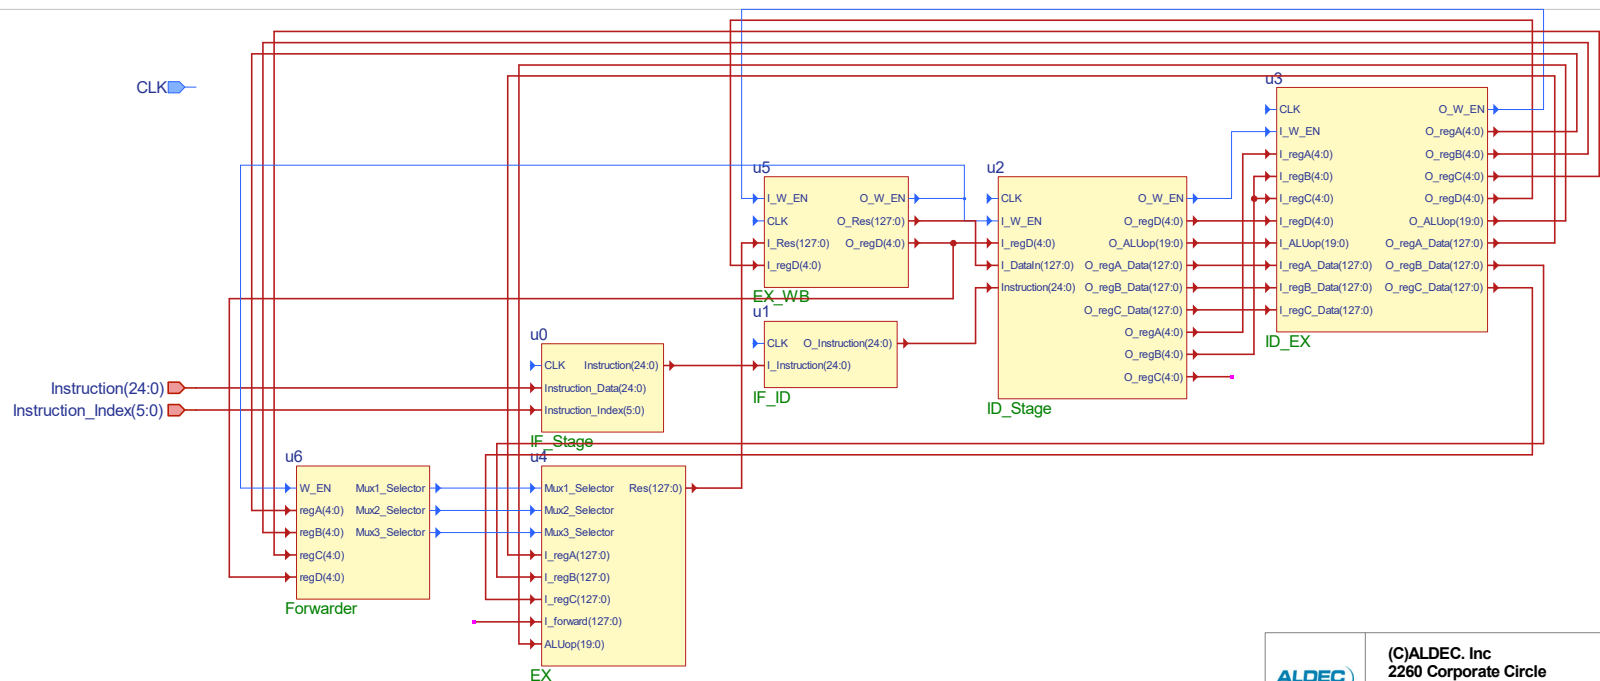 CLK
u3
CLK
O_W_EN
I_W_EN
O_regA(4:0)
I_regA(4:0)
O_regB(4:0)
I_regB(4:0)
O_regC(4:0)
I_regC(4:0)
O_regD(4:0)
I_regD(4:0)
O_ALUop(19:0)
I_ALUop(19:0)
O_regA_Data(127:0)
I_regA_Data(127:0)
O_regB_Data(127:0)
I_regB_Data(127:0)
O_regC_Data(127:0)
I_regC_Data(127:0)
ID_EX
u5
I_W_EN
O_W_EN
CLK
O_Res(127:0)
I_Res(127:0)
O_regD(4:0)
I_regD(4:0)
EX_WB
u2
CLK
O_W_EN
I_W_EN
O_regD(4:0)
I_regD(4:0)
O_ALUop(19:0)
I_DataIn(127:0)
O_regA_Data(127:0)
Instruction(24:0)
O_regB_Data(127:0)
O_regC_Data(127:0)
O_regA(4:0)
O_regB(4:0)
O_regC(4:0)
ID_Stage
u1
CLK
O_Instruction(24:0)
I_Instruction(24:0)
IF_ID
u0
CLK
Instruction(24:0)
Instruction_Data(24:0)
Instruction_Index(5:0)
IF_Stage
Instruction(24:0)
Instruction_Index(5:0)
u6
W_EN
Mux1_Selector
regA(4:0)
Mux2_Selector
regB(4:0)
Mux3_Selector
regC(4:0)
regD(4:0)
Forwarder
u4
Mux1_Selector
Res(127:0)
Mux2_Selector
Mux3_Selector
I_regA(127:0)
I_regB(127:0)
I_regC(127:0)
I_forward(127:0)
ALUop(19:0)
EX
ALDEC
(C)ALDEC. Inc
2260 Corporate Circle